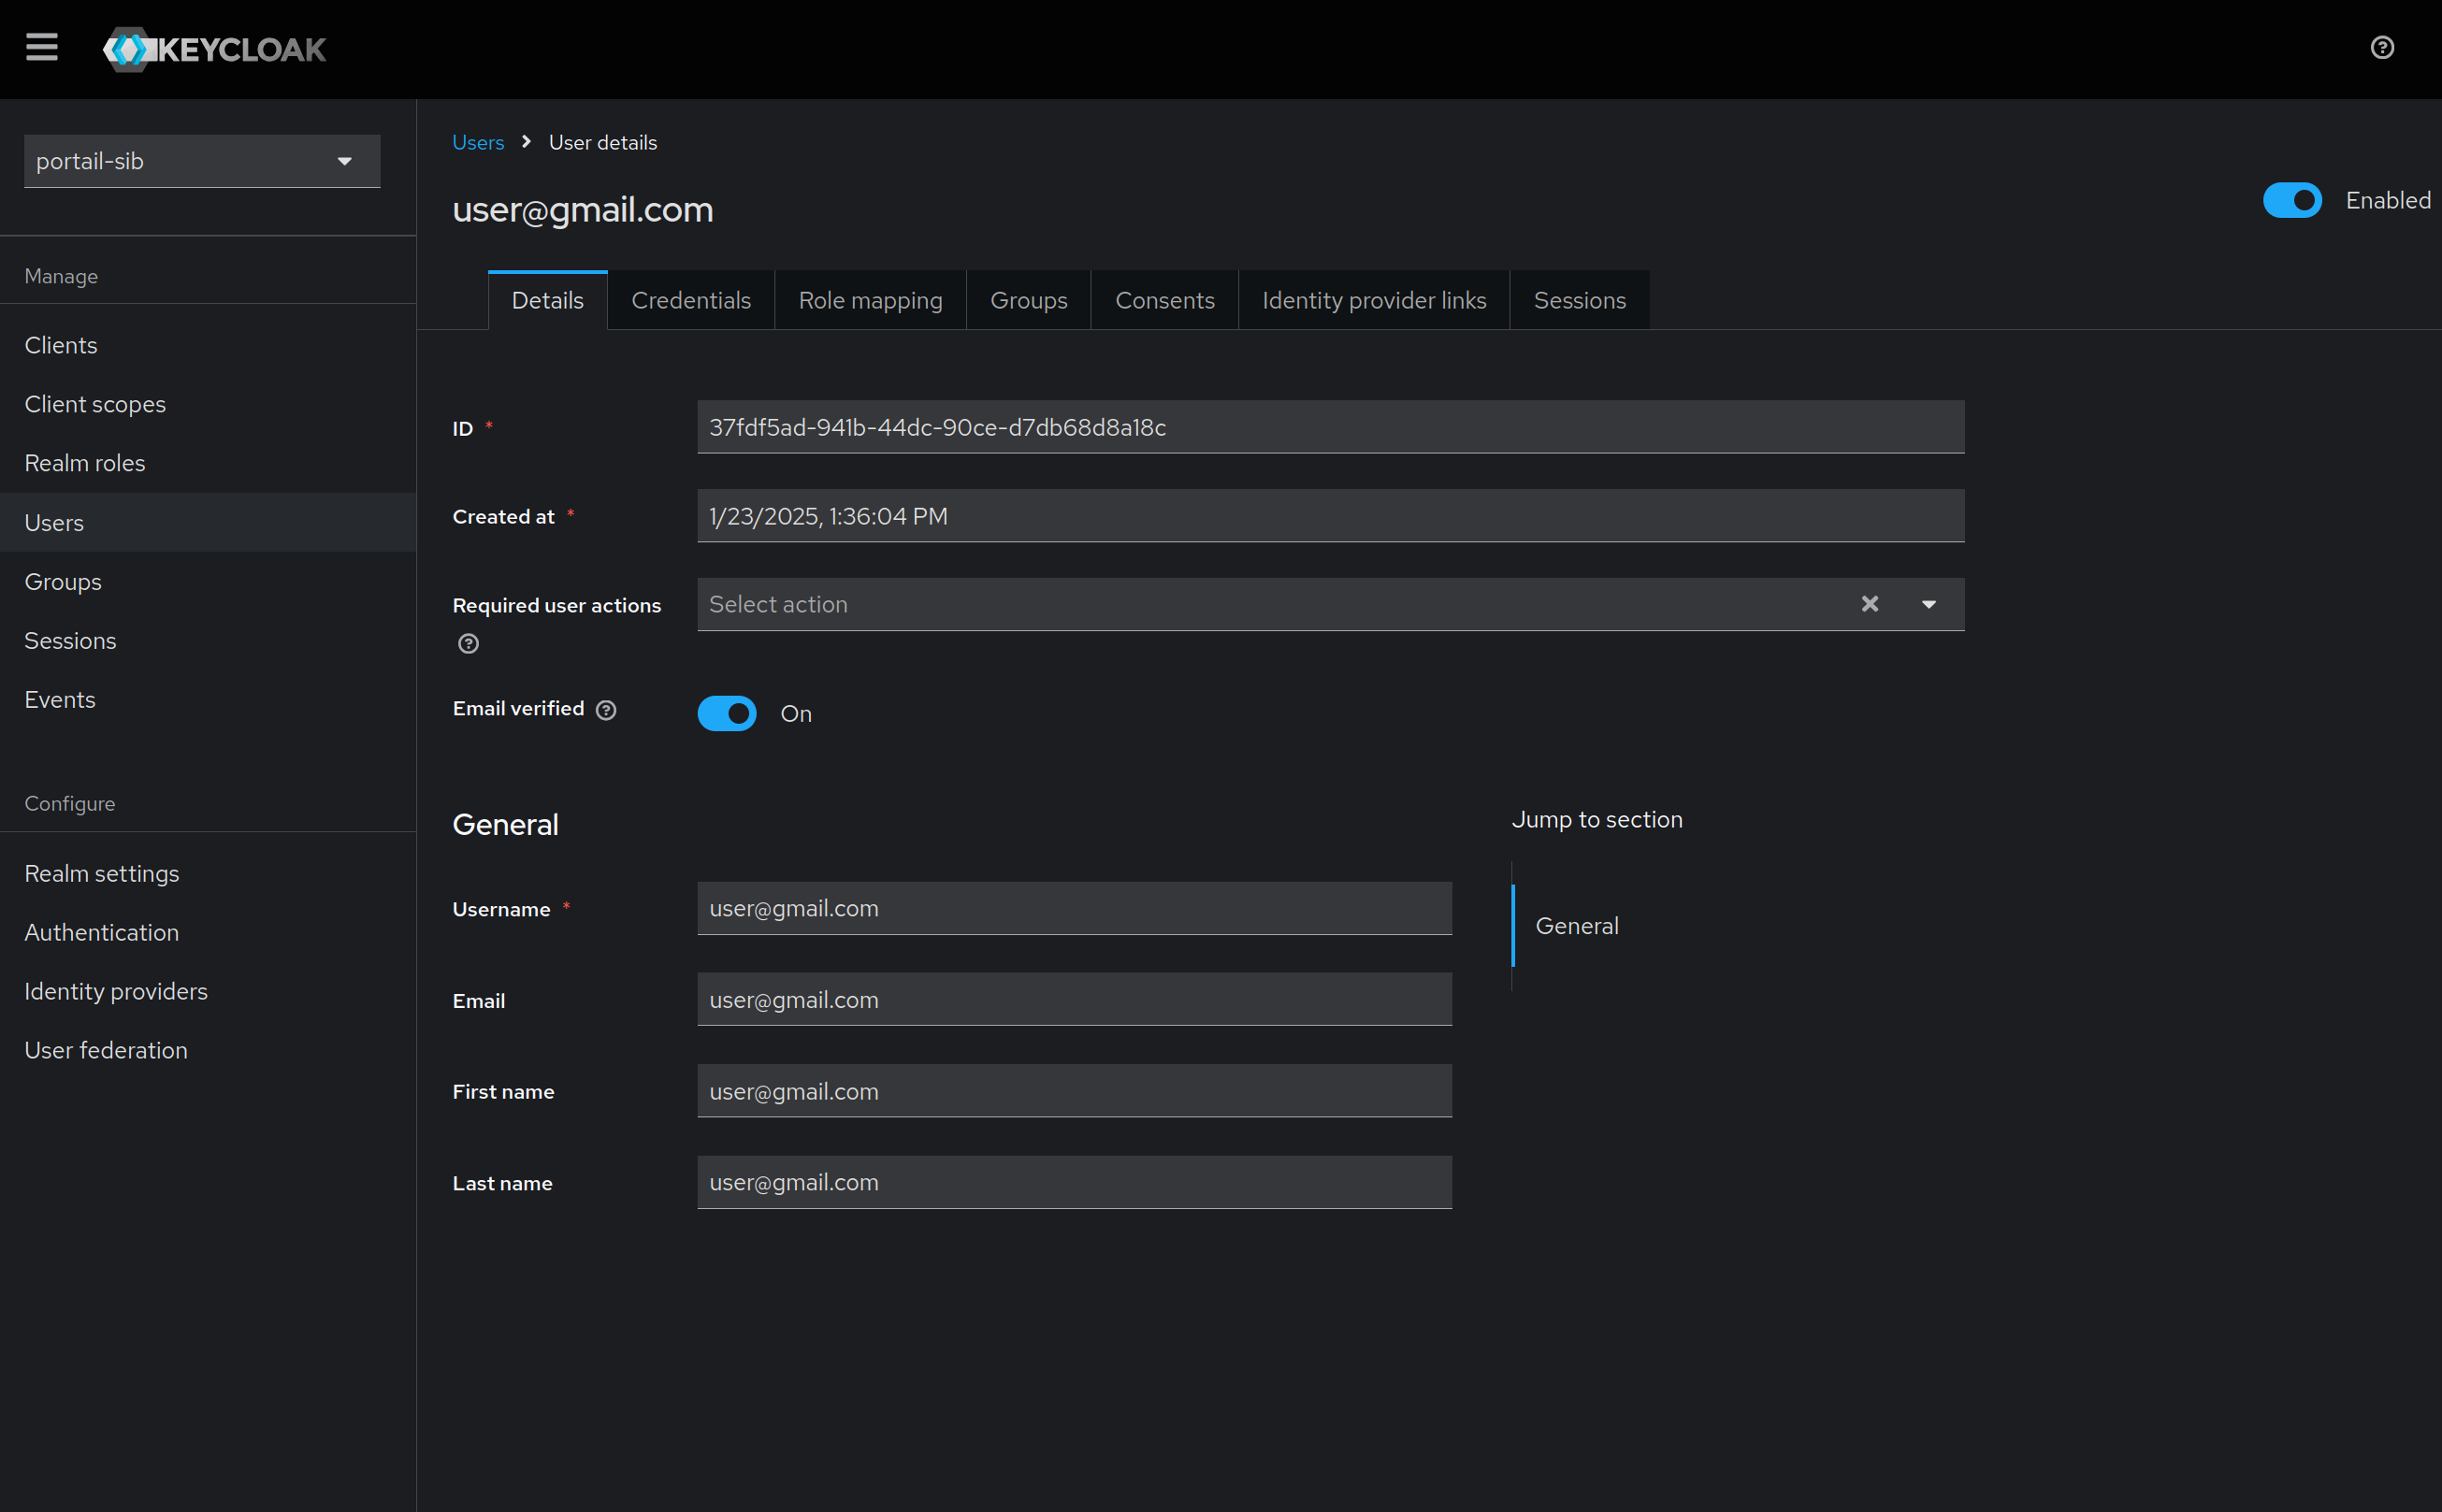 KEYCLOAK
portail-sib
Manage
Clients
Client scopes
Realm roles
Users
Groups
Sessions
Events
Configure
Realm settings
Authentication
Identity providers
User federation
Users User details
user@gmail.com
Enabled
Details Credentials Role mapping Groups Consents Identity provider links Sessions
ID * 37fdf5ad-941b-44dc-90ce-d7db68d8a18c
Created at * 1/23/2025, 1:36:04 PM
Required user actions Select action
Email verified On
General
Username * user@gmail.com
Email user@gmail.com
First name user@gmail.com
Last name user@gmail.com
Jump to section
General